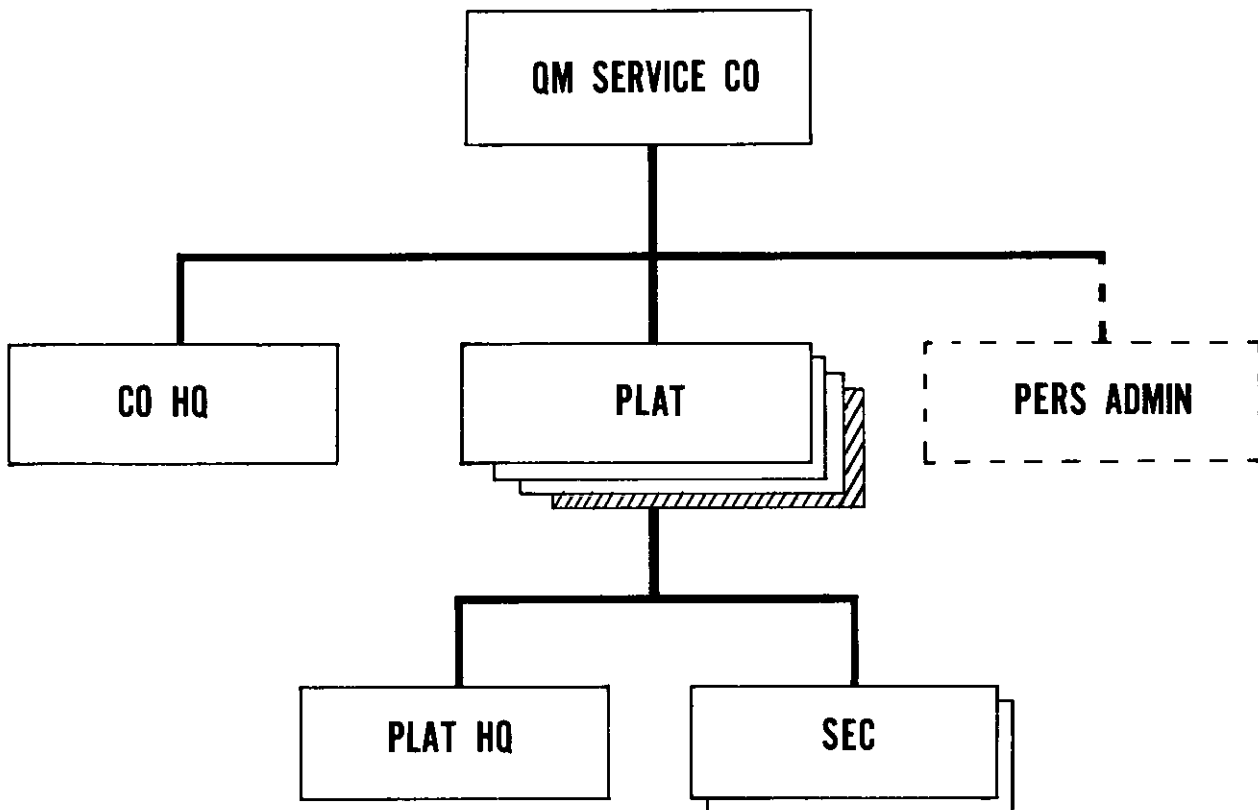 QM SERVICE CO
CO HQ
PLAT
PERS ADMIN
PLAT HQ
SEC